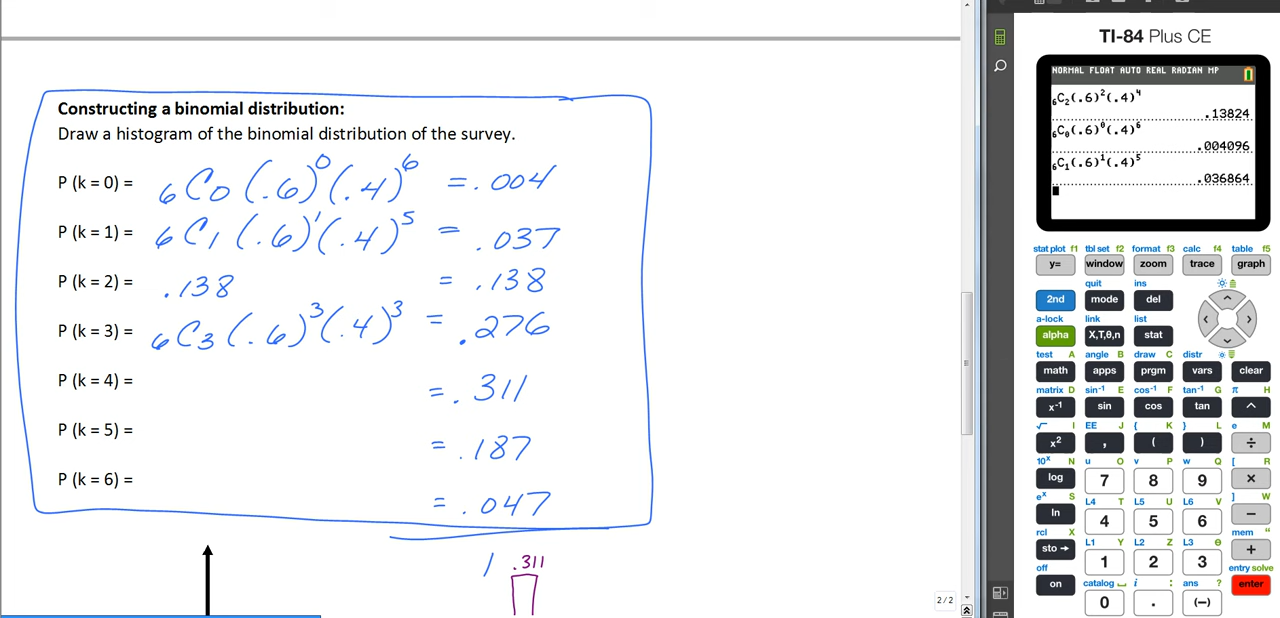 Constructing a binomial distribution:
Draw a histogram of the binomial distribution of the survey.
P (k = 0) = ₆C₀ (.6)⁰ (.4)⁶ = .004
P (k = 1) = ₆C₁ (.6)¹ (.4)⁵ = .037
P (k = 2) = .138 = .138
P (k = 3) = ₆C₃ (.6)³ (.4)³ = .276
P (k = 4) = = .311
P (k = 5) = = .187
P (k = 6) = = .047
1
.311
2 / 2
TI-84 Plus CE
NORMAL FLOAT AUTO REAL RADIAN MP
₆C₂(.6)²(.4)⁴
.13824
₆C₀(.6)⁰(.4)⁶
.004096
₆C₁(.6)¹(.4)⁵
.036864
stat plot f1 tbl set f2 format f3 calc f4 table f5
y= window zoom trace graph
quit ins
2nd mode del
a-lock link list
alpha X,T,θ,n stat
test A angle B draw C distr
math apps prgm vars clear
matrix D sin⁻¹ E cos⁻¹ F tan⁻¹ G π H
x⁻¹ sin cos tan ^
√ I EE J { K } L e M
x² , ( ) ÷
10ˣ N u O v P w Q [ R
log 7 8 9 ×
eˣ S L4 T L5 U L6 V ] W
ln 4 5 6 −
rcl X L1 Y L2 Z L3 θ mem "
sto → 1 2 3 +
off catalog i : ans ? entry solve
on 0 . (−) enter